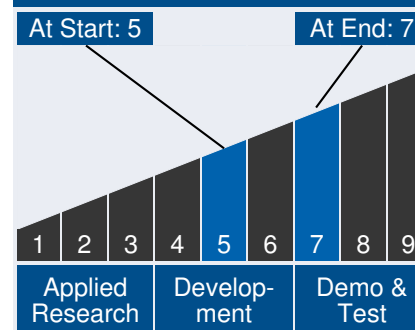 At Start: 5 At End: 7
1 2 3 4 5 6 7 8 9
Applied Develop- Demo &
Research ment Test